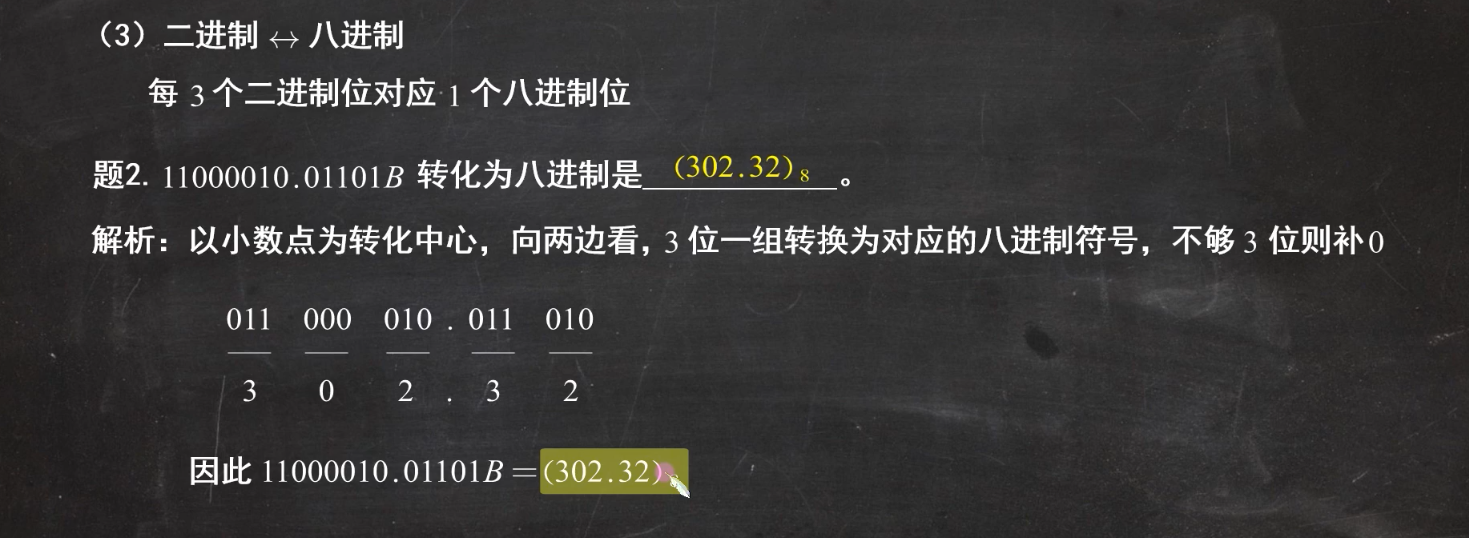 （3）二进制 ↔ 八进制
每 3 个二进制位对应 1 个八进制位
题2. 11000010.01101B 转化为八进制是 (302.32)₈ 。
解析：以小数点为转化中心，向两边看，3 位一组转换为对应的八进制符号，不够 3 位则补0
011 000 010 . 011 010
3 0 2 . 3 2
因此 11000010.01101B = (302.32)